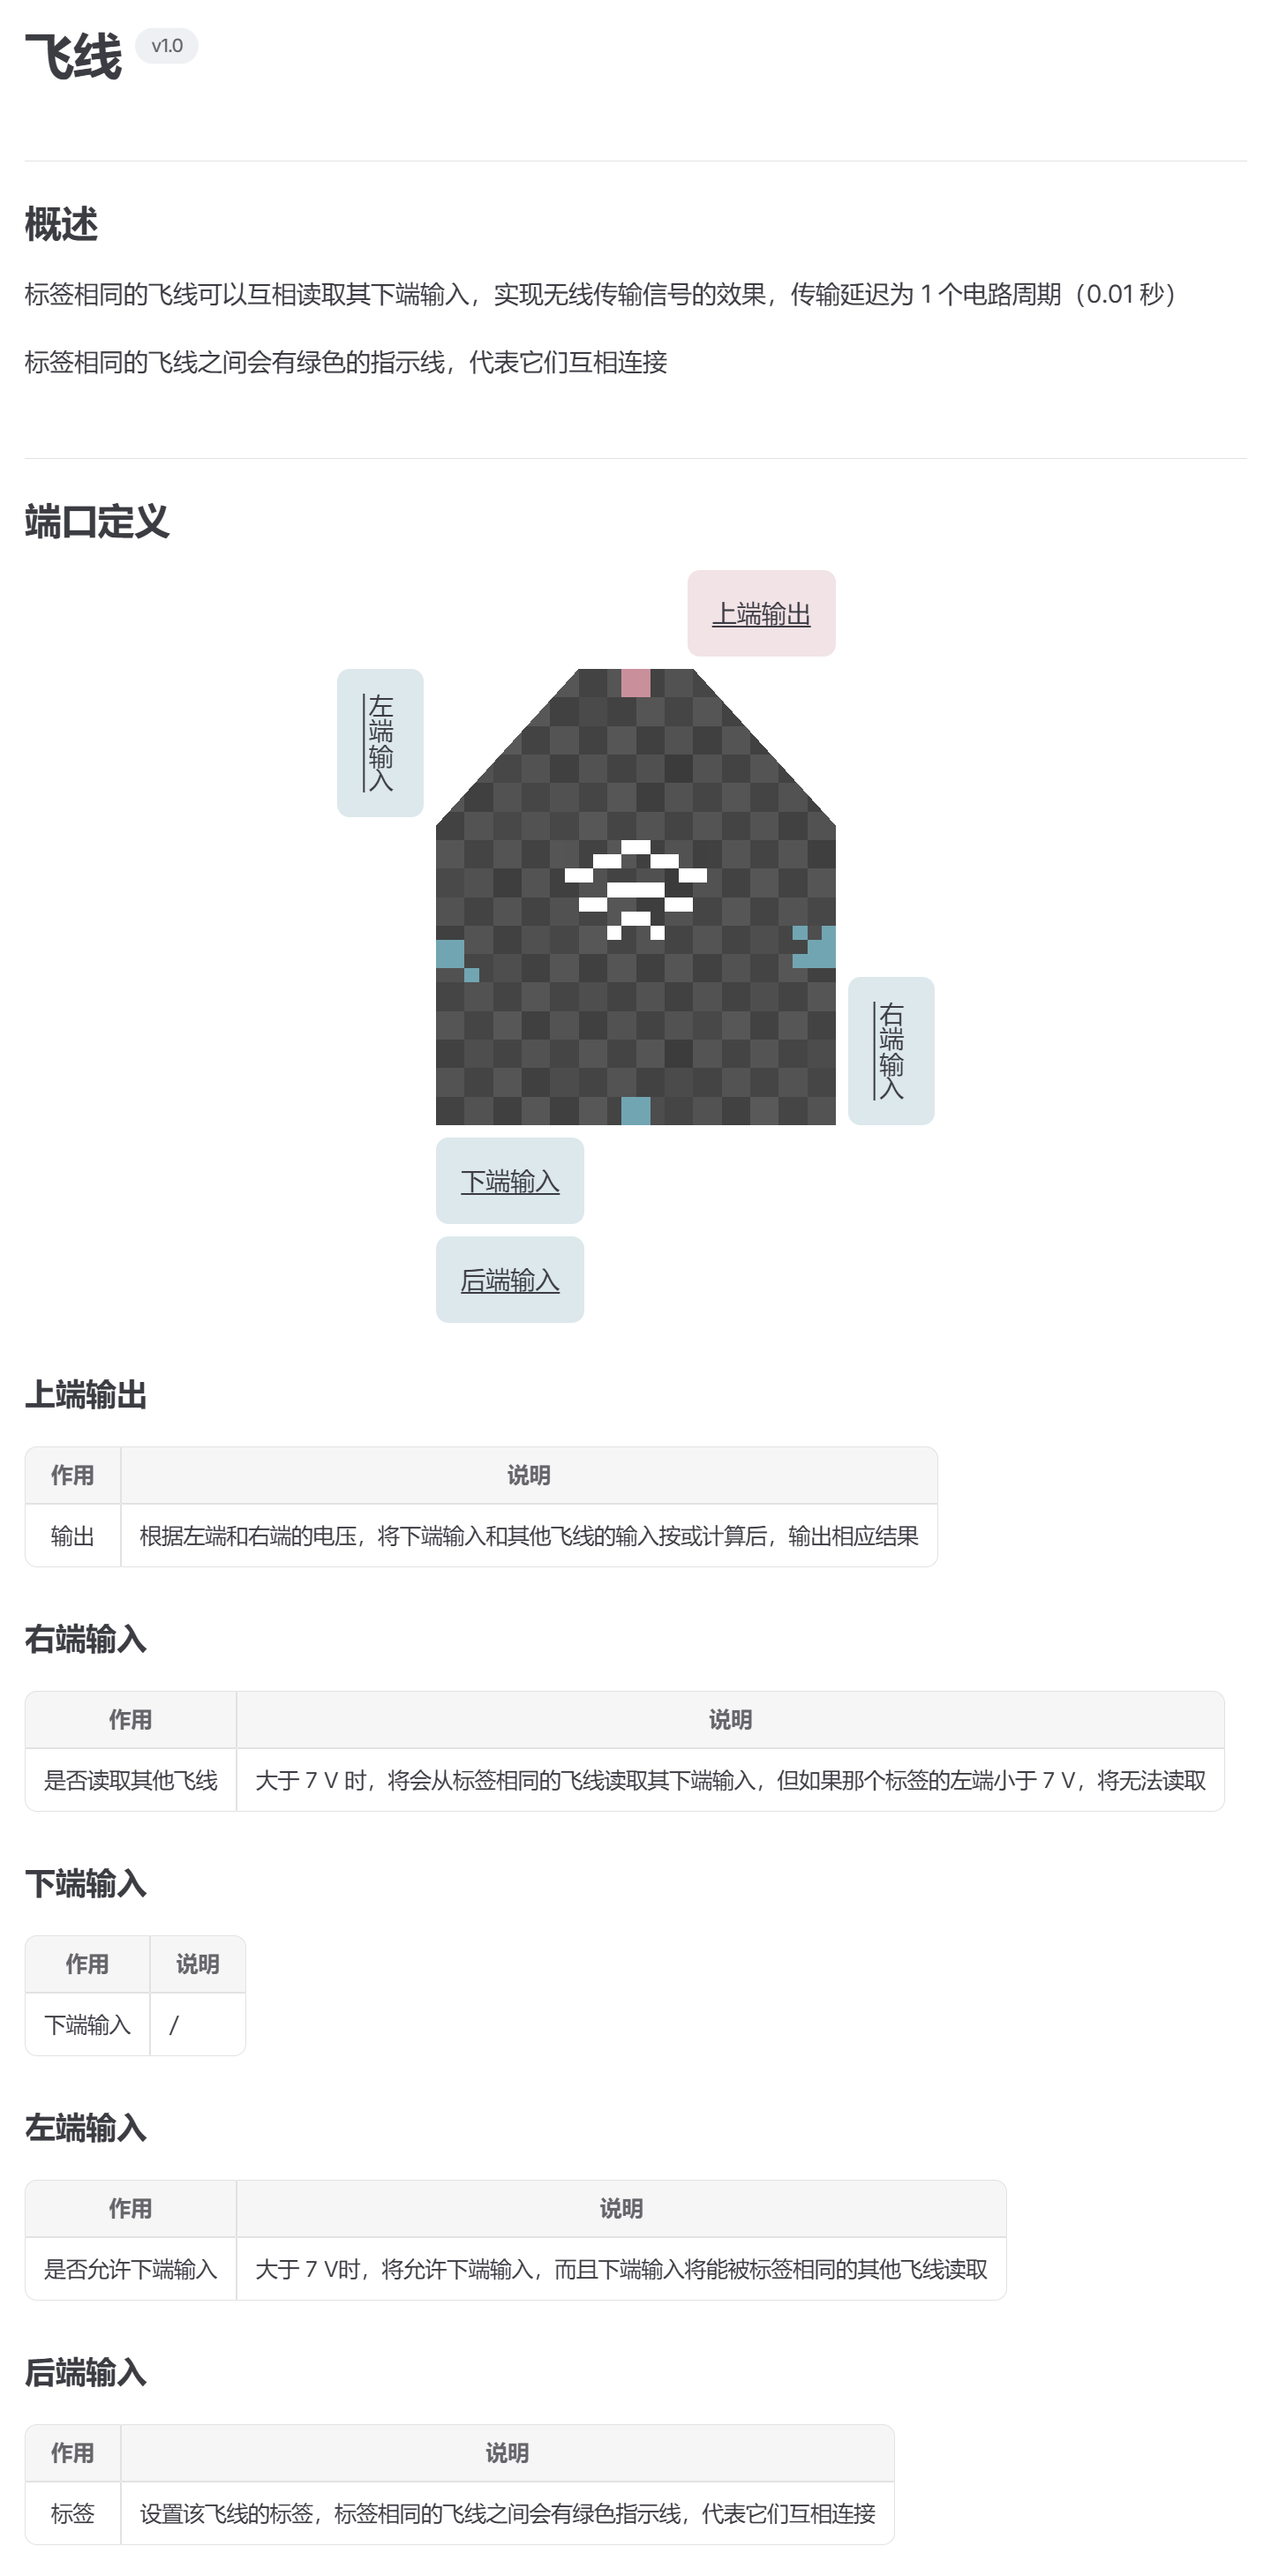 飞线 v1.0
概述
标签相同的飞线可以互相读取其下端输入，实现无线传输信号的效果，传输延迟为 1 个电路周期（0.01 秒）
标签相同的飞线之间会有绿色的指示线，代表它们互相连接
端口定义
上端输出
左端输入
右端输入
下端输入
后端输入
上端输出
作用 说明
输出 根据左端和右端的电压，将下端输入和其他飞线的输入按或计算后，输出相应结果
右端输入
作用 说明
是否读取其他飞线 大于 7 V 时，将会从标签相同的飞线读取其下端输入，但如果那个标签的左端小于 7 V，将无法读取
下端输入
作用 说明
下端输入 /
左端输入
作用 说明
是否允许下端输入 大于 7 V时，将允许下端输入，而且下端输入将能被标签相同的其他飞线读取
后端输入
作用 说明
标签 设置该飞线的标签，标签相同的飞线之间会有绿色指示线，代表它们互相连接